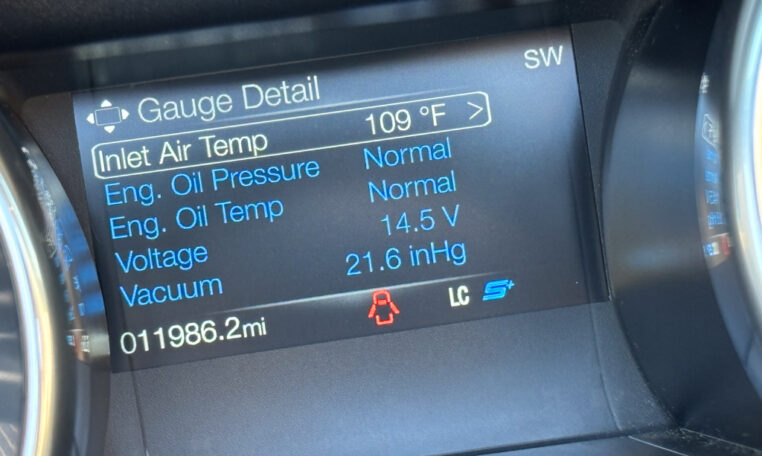 SW
Gauge Detail
Inlet Air Temp 109 °F >
Eng. Oil Pressure Normal
Eng. Oil Temp Normal
Voltage 14.5 V
Vacuum 21.6 inHg
011986.2mi LC S+